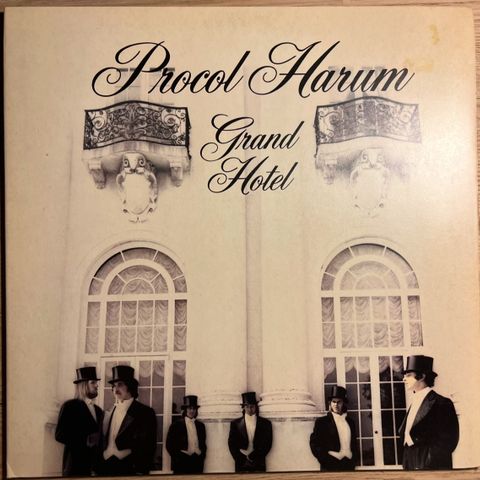 Procol Harum
Grand
Hotel